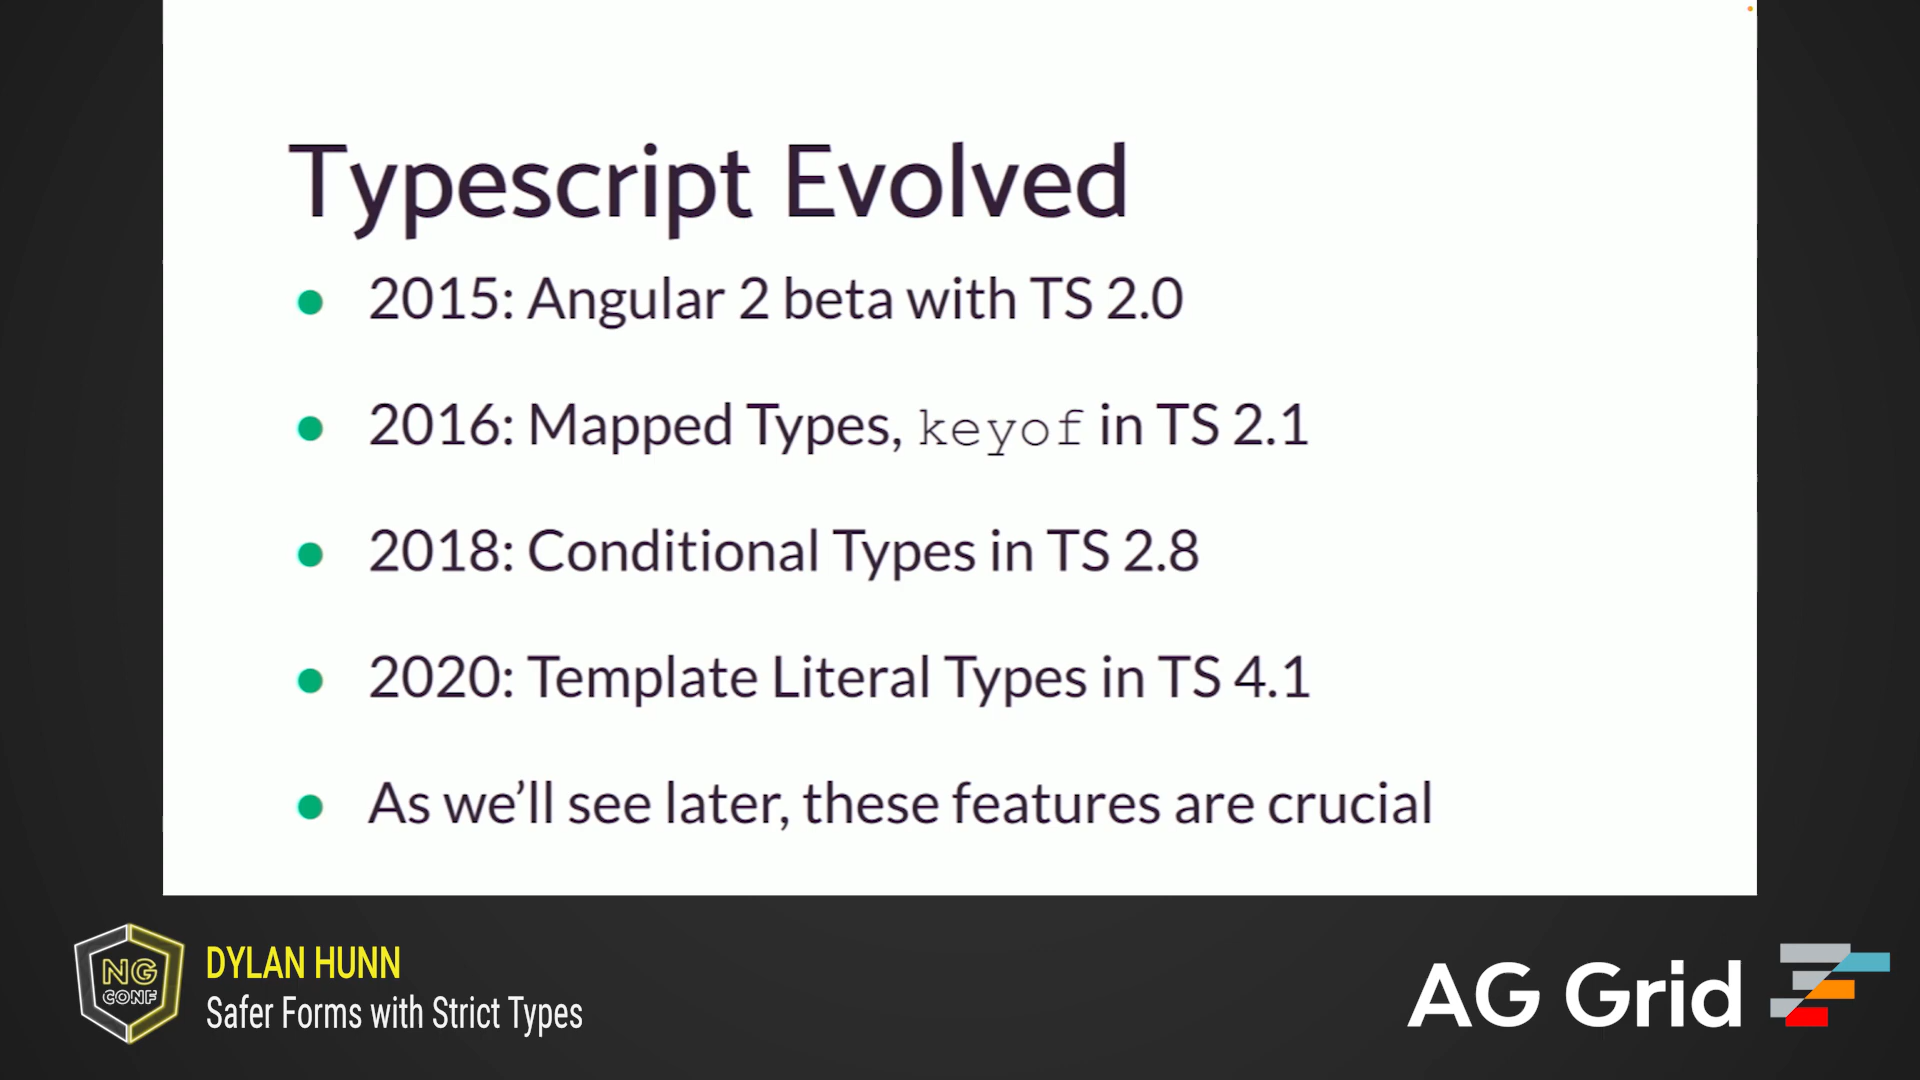 Typescript Evolved
2015: Angular 2 beta with TS 2.0
2016: Mapped Types, keyof in TS 2.1
2018: Conditional Types in TS 2.8
2020: Template Literal Types in TS 4.1
As we’ll see later, these features are crucial
NG
CONF
DYLAN HUNN
Safer Forms with Strict Types
AG Grid